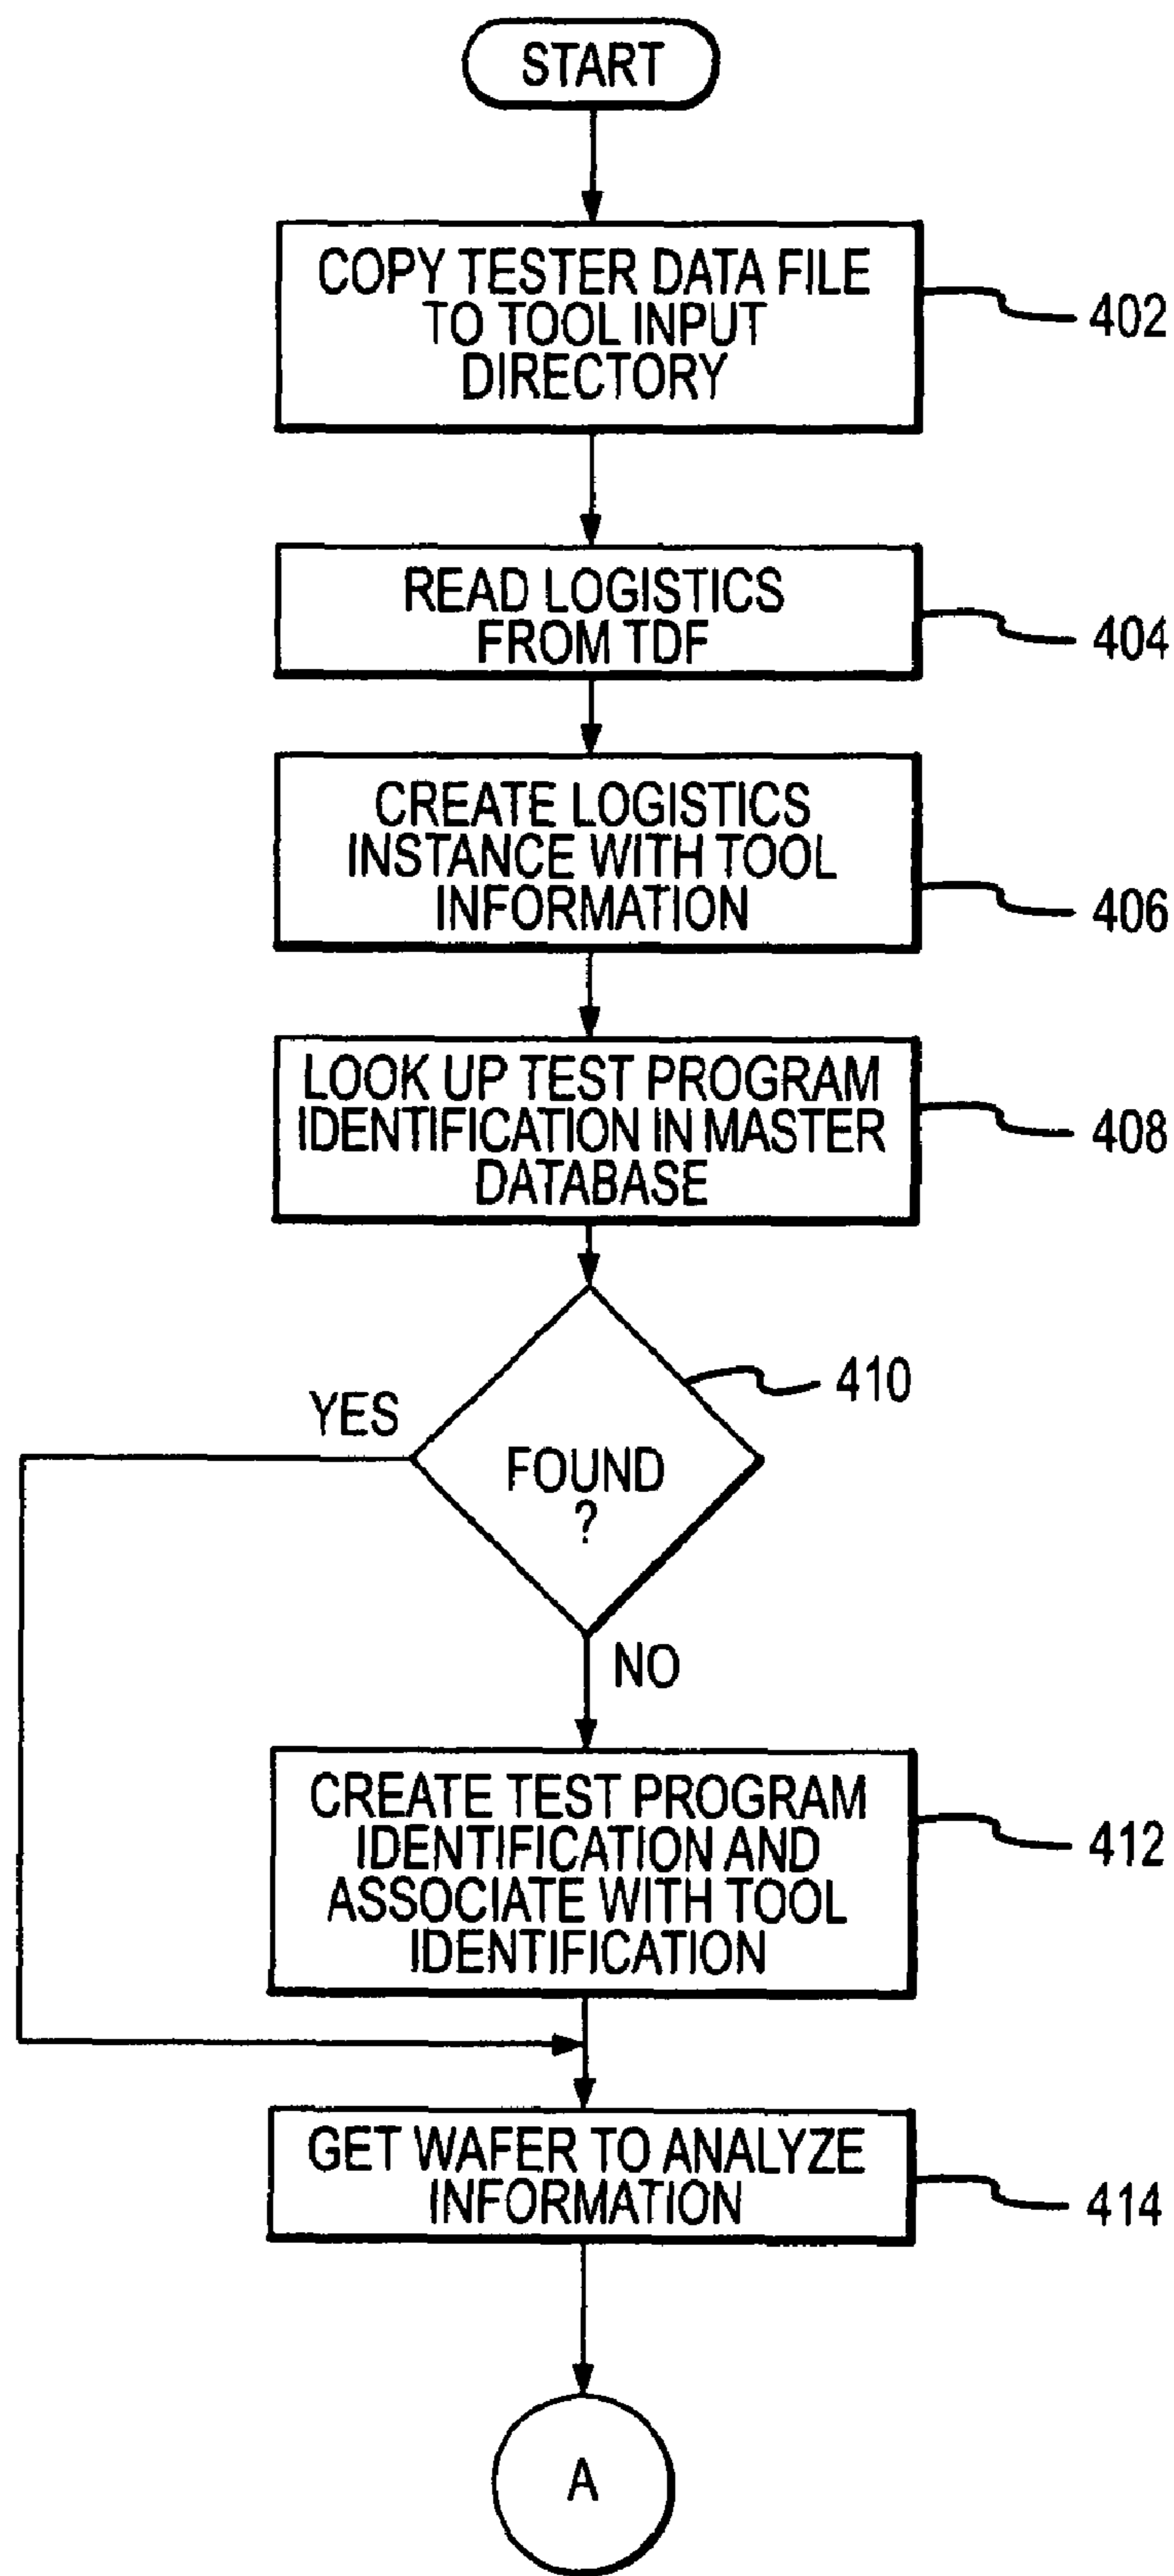 START
COPY TESTER DATA FILE
TO TOOL INPUT
DIRECTORY
402
READ LOGISTICS
FROM TDF
404
CREATE LOGISTICS
INSTANCE WITH TOOL
INFORMATION
406
LOOK UP TEST PROGRAM
IDENTIFICATION IN MASTER
DATABASE
408
410
YES
FOUND
?
NO
CREATE TEST PROGRAM
IDENTIFICATION AND
ASSOCIATE WITH TOOL
IDENTIFICATION
412
GET WAFER TO ANALYZE
INFORMATION
414
A